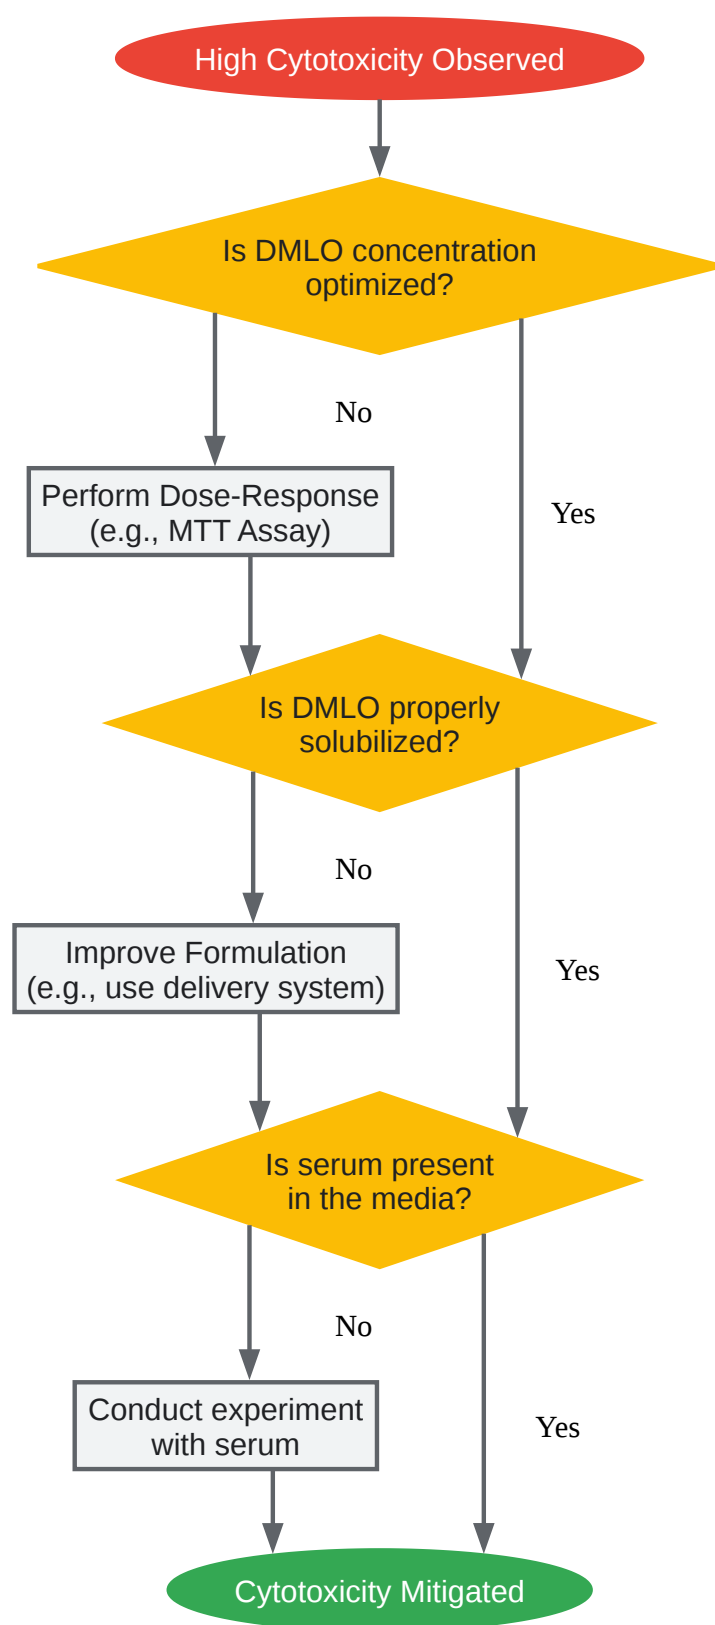 High Cytotoxicity Observed
Is DMLO concentration
optimized?
No
Perform Dose-Response
(e.g., MTT Assay)
Yes
Is DMLO properly
solubilized?
No
Improve Formulation
(e.g., use delivery system)
Yes
Is serum present
in the media?
No
Conduct experiment
with serum
Yes
Cytotoxicity Mitigated